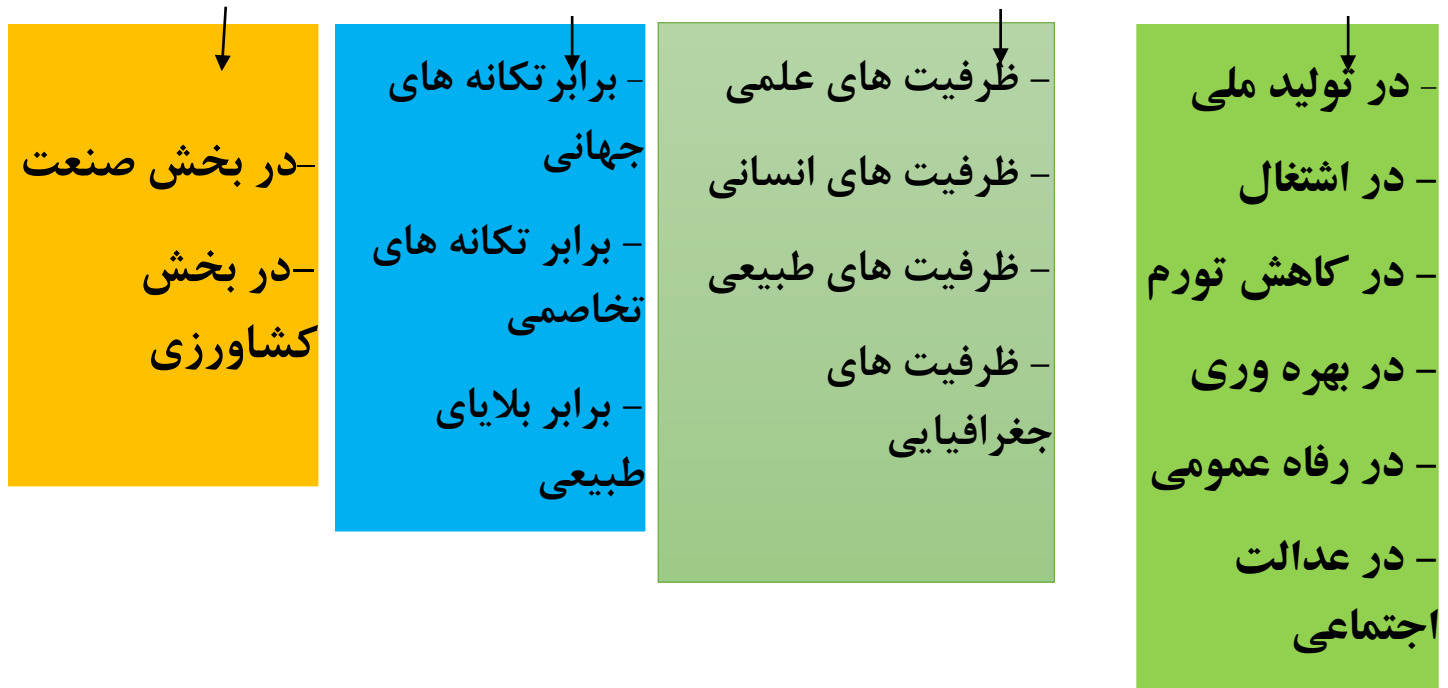 - در تولید ملی
- در اشتغال
- در کاهش تورم
- در بهره وری
- در رفاه عمومی
- در عدالت
اجتماعی
- ظرفیت های علمی
- ظرفیت های انسانی
- ظرفیت های طبیعی
- ظرفیت های
جغرافیایی
- برابرتکانه های
جهانی
- برابر تکانه های
تخاصمی
- برابر بلایای
طبیعی
-در بخش صنعت
-در بخش
کشاورزی